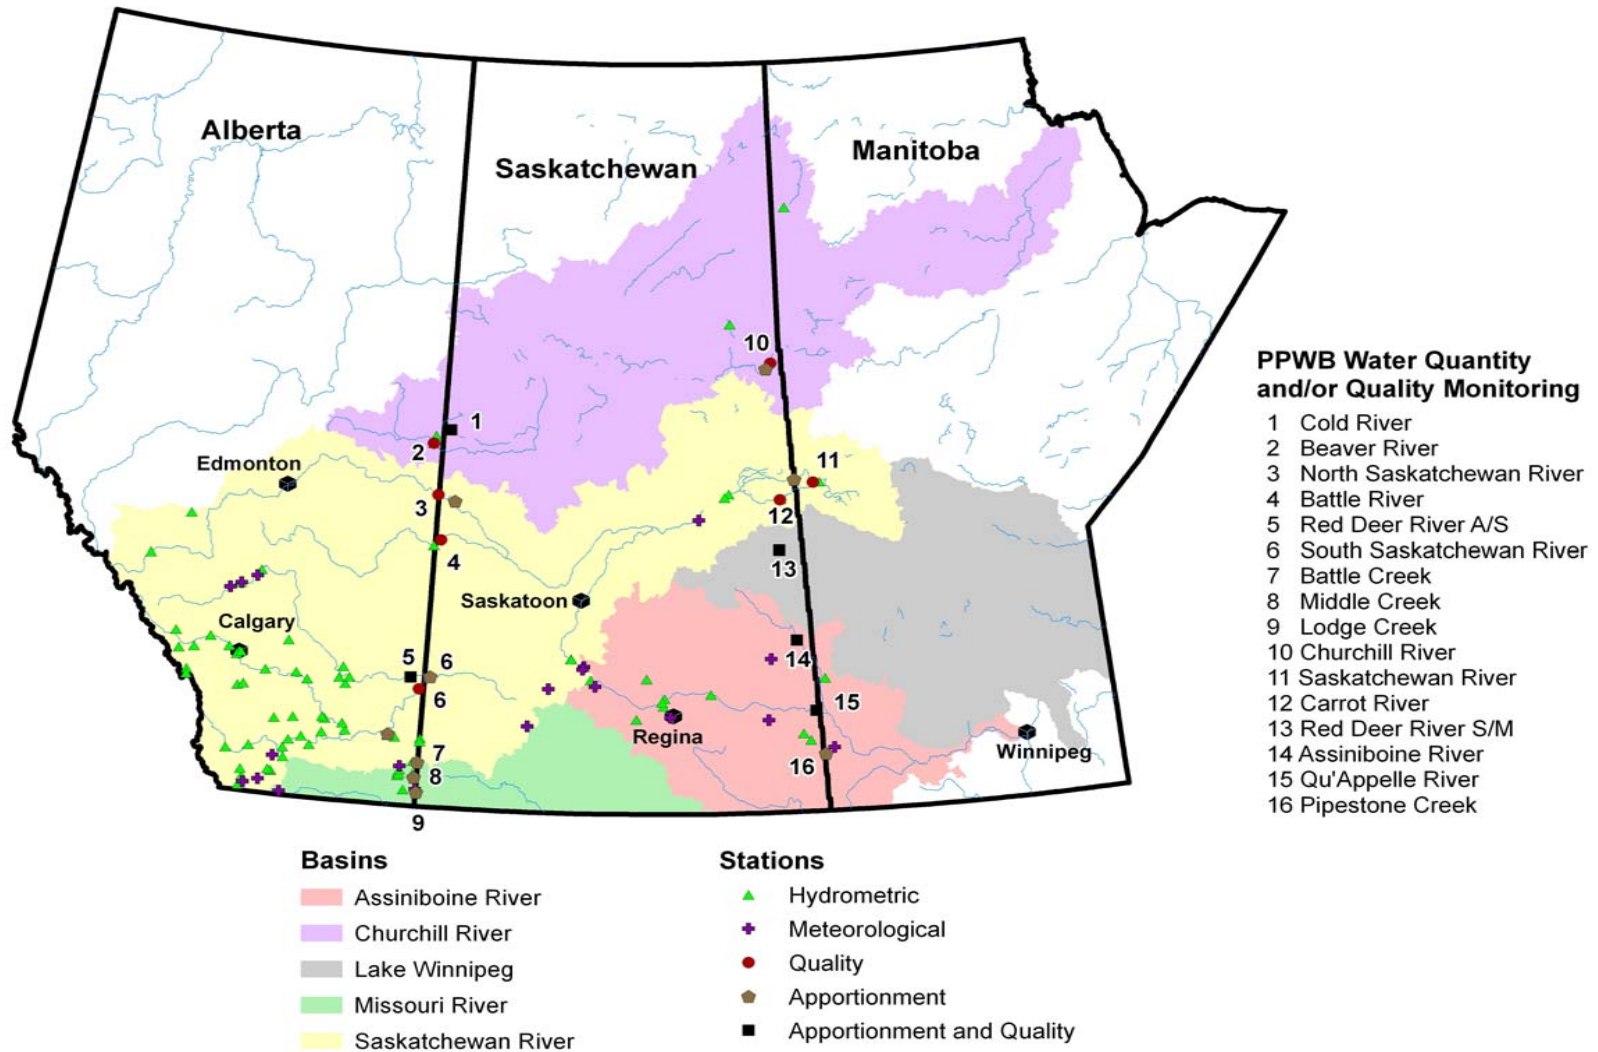 Alberta
Saskatchewan
Manitoba
10
1
2
Edmonton
11
3
12
4
13
Saskatoon
Calgary
14
5
6
6
15
Regina
Winnipeg
7
16
8
9
PPWB Water Quantity
and/or Quality Monitoring
1 Cold River
2 Beaver River
3 North Saskatchewan River
4 Battle River
5 Red Deer River A/S
6 South Saskatchewan River
7 Battle Creek
8 Middle Creek
9 Lodge Creek
10 Churchill River
11 Saskatchewan River
12 Carrot River
13 Red Deer River S/M
14 Assiniboine River
15 Qu'Appelle River
16 Pipestone Creek
Basins
Assiniboine River
Churchill River
Lake Winnipeg
Missouri River
Saskatchewan River
Stations
Hydrometric
Meteorological
Quality
Apportionment
Apportionment and Quality